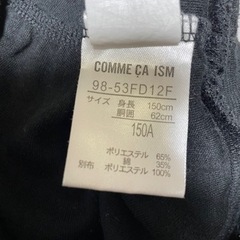 COMME ÇA ISM
98-53FD12F
サイズ 身長 150cm
胴囲 62cm
150A
ポリエステル 65%
綿 35%
別布 ポリエステル 100%